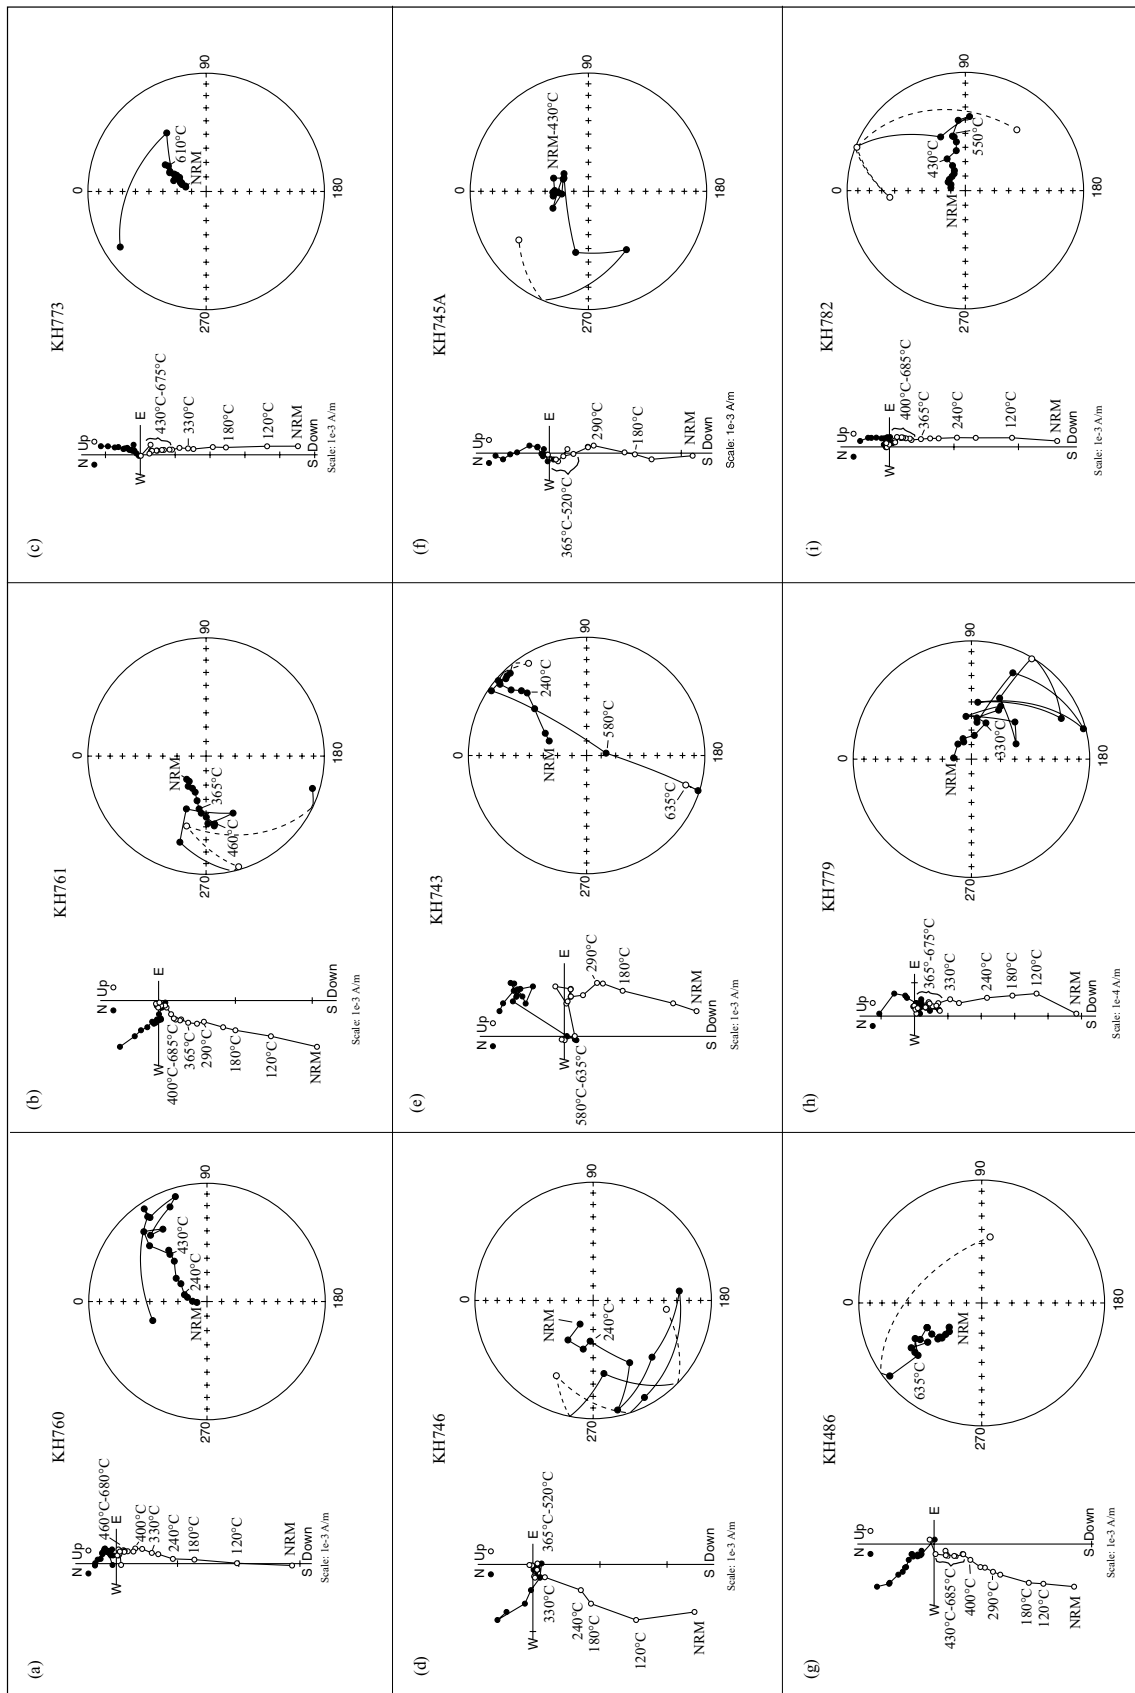 (a)
KH760
N Up
W E
460°C-680°C
400°C
330°C
240°C
180°C
120°C
NRM
S Down
Scale: 1e-3 A/m
0
90
180
270
430°C
240°C
NRM
(b)
KH761
N Up
W E
400°C-685°C
365°C
290°C
180°C
120°C
NRM
S Down
Scale: 1e-3 A/m
0
90
180
270
NRM
365°C
460°C
(c)
KH773
N Up
W E
430°C-675°C
330°C
180°C
120°C
NRM
S Down
Scale: 1e-3 A/m
0
90
180
270
610°C
NRM
(d)
KH746
N Up
W E
365°C-520°C
330°C
240°C
180°C
120°C
NRM
S Down
Scale: 1e-3 A/m
0
90
180
270
NRM
240°C
(e)
KH743
N Up
W E
580°C-635°C
290°C
180°C
NRM
S Down
Scale: 1e-3 A/m
0
90
180
270
240°C
NRM
580°C
635°C
(f)
KH745A
N Up
W E
365°C-520°C
290°C
180°C
NRM
S Down
Scale: 1e-3 A/m
0
90
180
270
NRM-430°C
(g)
KH486
N Up
W E
430°C-685°C
400°C
290°C
180°C
120°C
NRM
S Down
Scale: 1e-3 A/m
0
90
180
270
635°C
NRM
(h)
KH779
N Up
W E
365°-675°C
330°C
240°C
180°C
120°C
NRM
S Down
Scale: 1e-4 A/m
0
90
180
270
NRM
330°C
(i)
KH782
N Up
W E
400°C-685°C
365°C
240°C
120°C
NRM
S Down
Scale: 1e-3 A/m
0
90
180
270
430°C
NRM
550°C